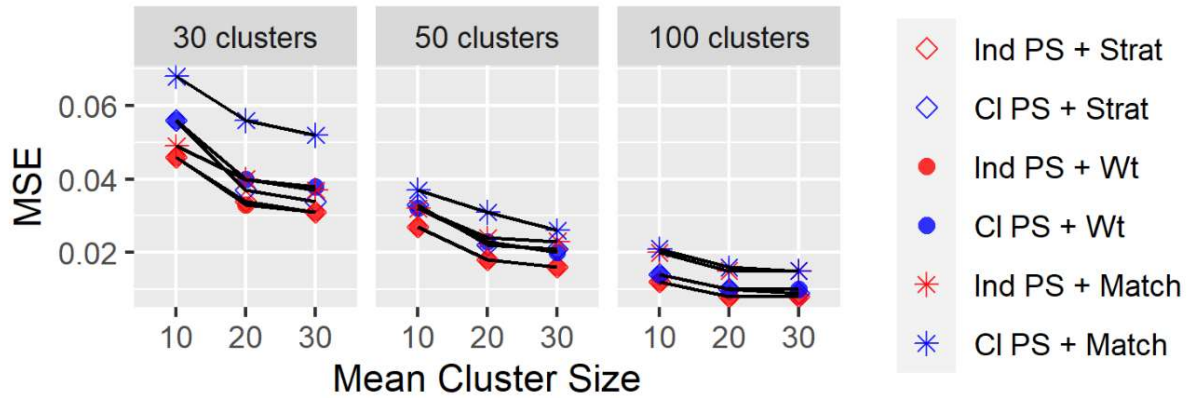 30 clusters 50 clusters 100 clusters
0.06
0.04
0.02
MSE
10 20 30 10 20 30 10 20 30
Mean Cluster Size
Ind PS + Strat
Cl PS + Strat
Ind PS + Wt
Cl PS + Wt
Ind PS + Match
Cl PS + Match